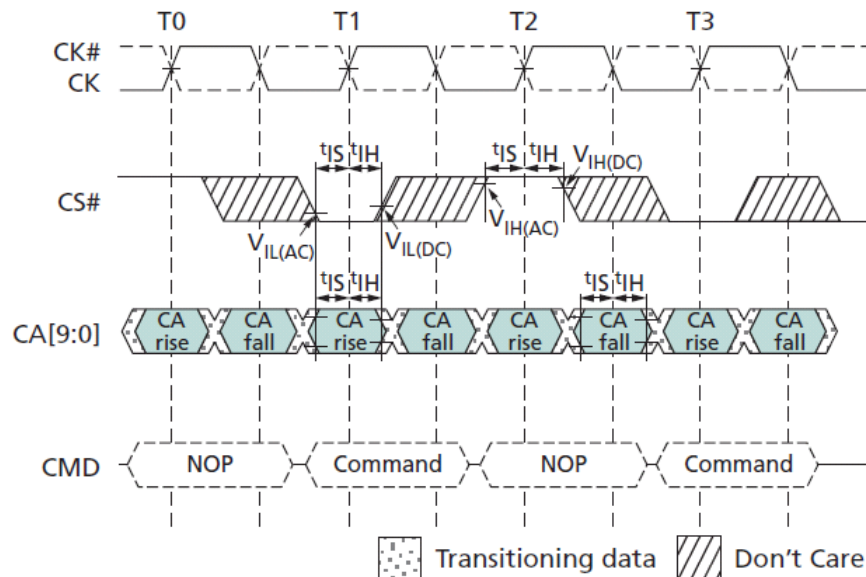 T0 T1 T2 T3
CK#
CK
tIS tIH tIS tIH VIH(DC)
CS#
VIL(AC) VIL(DC) VIH(AC)
tIS tIH tIS tIH
CA[9:0] CA rise CA fall CA rise CA fall CA rise CA fall CA rise CA fall
CMD NOP Command NOP Command
Transitioning data Don't Care